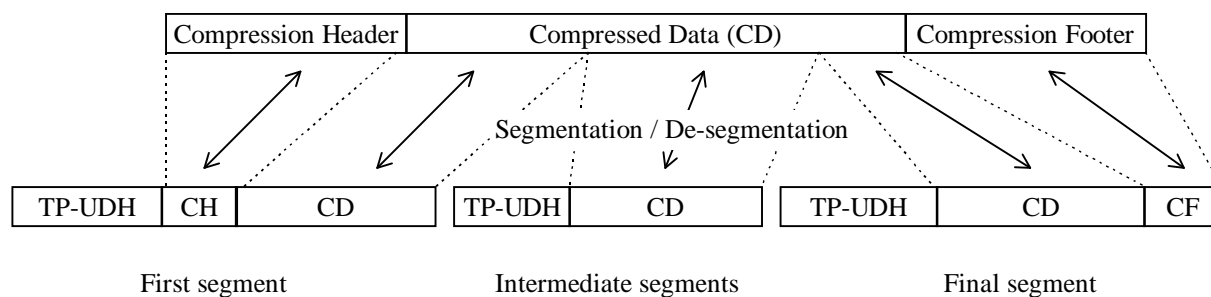 Compression Header Compressed Data (CD) Compression Footer
Segmentation / De-segmentation
TP-UDH CH CD TP-UDH CD TP-UDH CD CF
First segment Intermediate segments Final segment